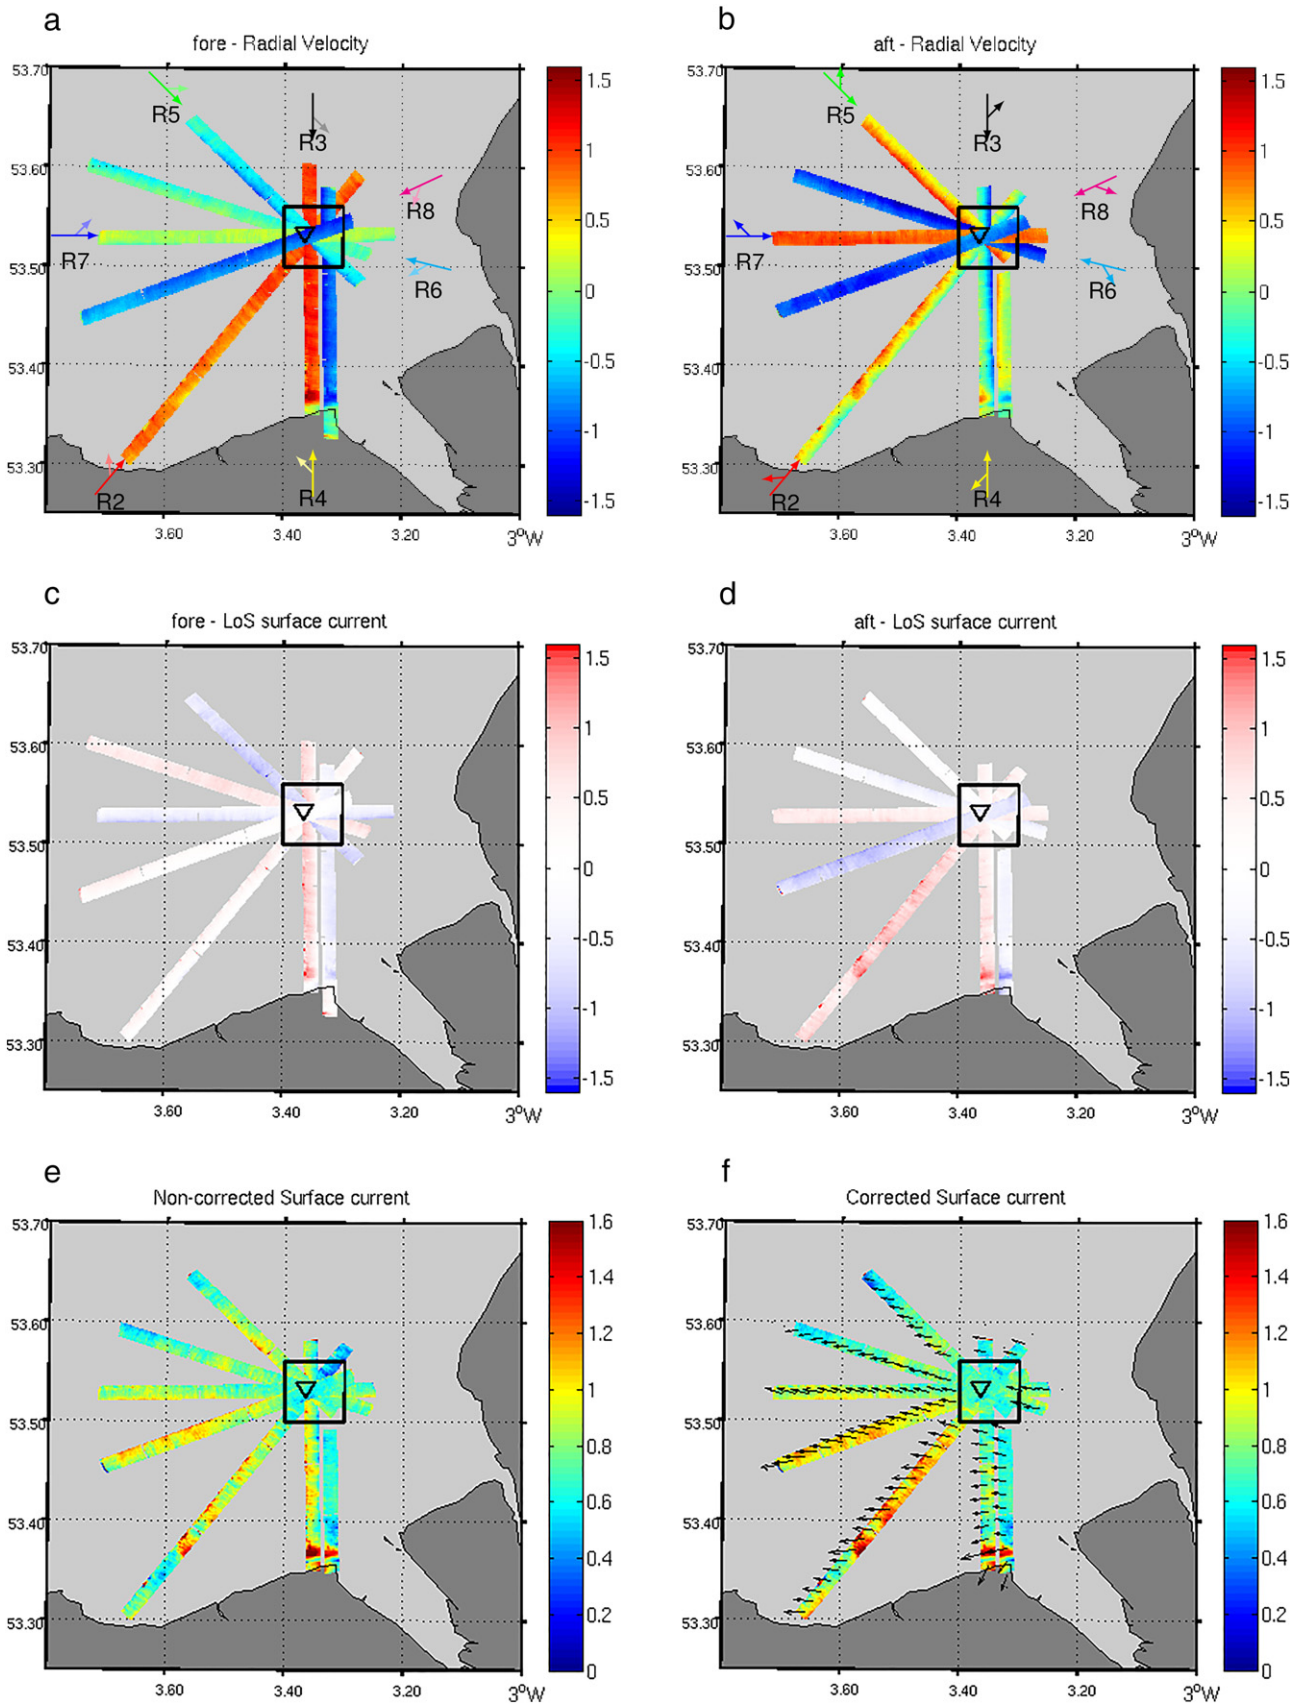 a
fore - Radial Velocity
53.70
53.60
53.50
53.40
53.30
3.60
3.40
3.20
3°W
R5
R3
R8
R7
R6
R2
R4
1.5
1
0.5
0
-0.5
-1
-1.5
b
aft - Radial Velocity
53.70
53.60
53.50
53.40
53.30
3.60
3.40
3.20
3°W
R5
R3
R8
R7
R6
R2
R4
1.5
1
0.5
0
-0.5
-1
-1.5
c
fore - LoS surface current
53.70
53.60
53.50
53.40
53.30
3.60
3.40
3.20
3°W
1.5
1
0.5
0
-0.5
-1
-1.5
d
aft - LoS surface current
53.70
53.60
53.50
53.40
53.30
3.60
3.40
3.20
3°W
1.5
1
0.5
0
-0.5
-1
-1.5
e
Non-corrected Surface current
53.70
53.60
53.50
53.40
53.30
3.60
3.40
3.20
3°W
1.6
1.4
1.2
1
0.8
0.6
0.4
0.2
0
f
Corrected Surface current
53.70
53.60
53.50
53.40
53.30
3.60
3.40
3.20
3°W
1.6
1.4
1.2
1
0.8
0.6
0.4
0.2
0